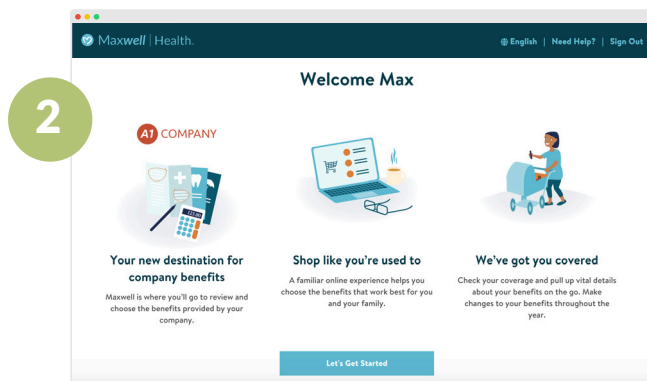 Maxwell | Health.
English | Need Help? | Sign Out
Welcome Max
2
A1 COMPANY
Your new destination for
company benefits
Maxwell is where you'll go to review and
choose the benefits provided by your
company.
Shop like you're used to
A familiar online experience helps you
choose the benefits that work best for you
and your family.
We've got you covered
Check your coverage and pull up vital details
about your benefits on the go. Make
changes to your benefits throughout the
year.
Let's Get Started